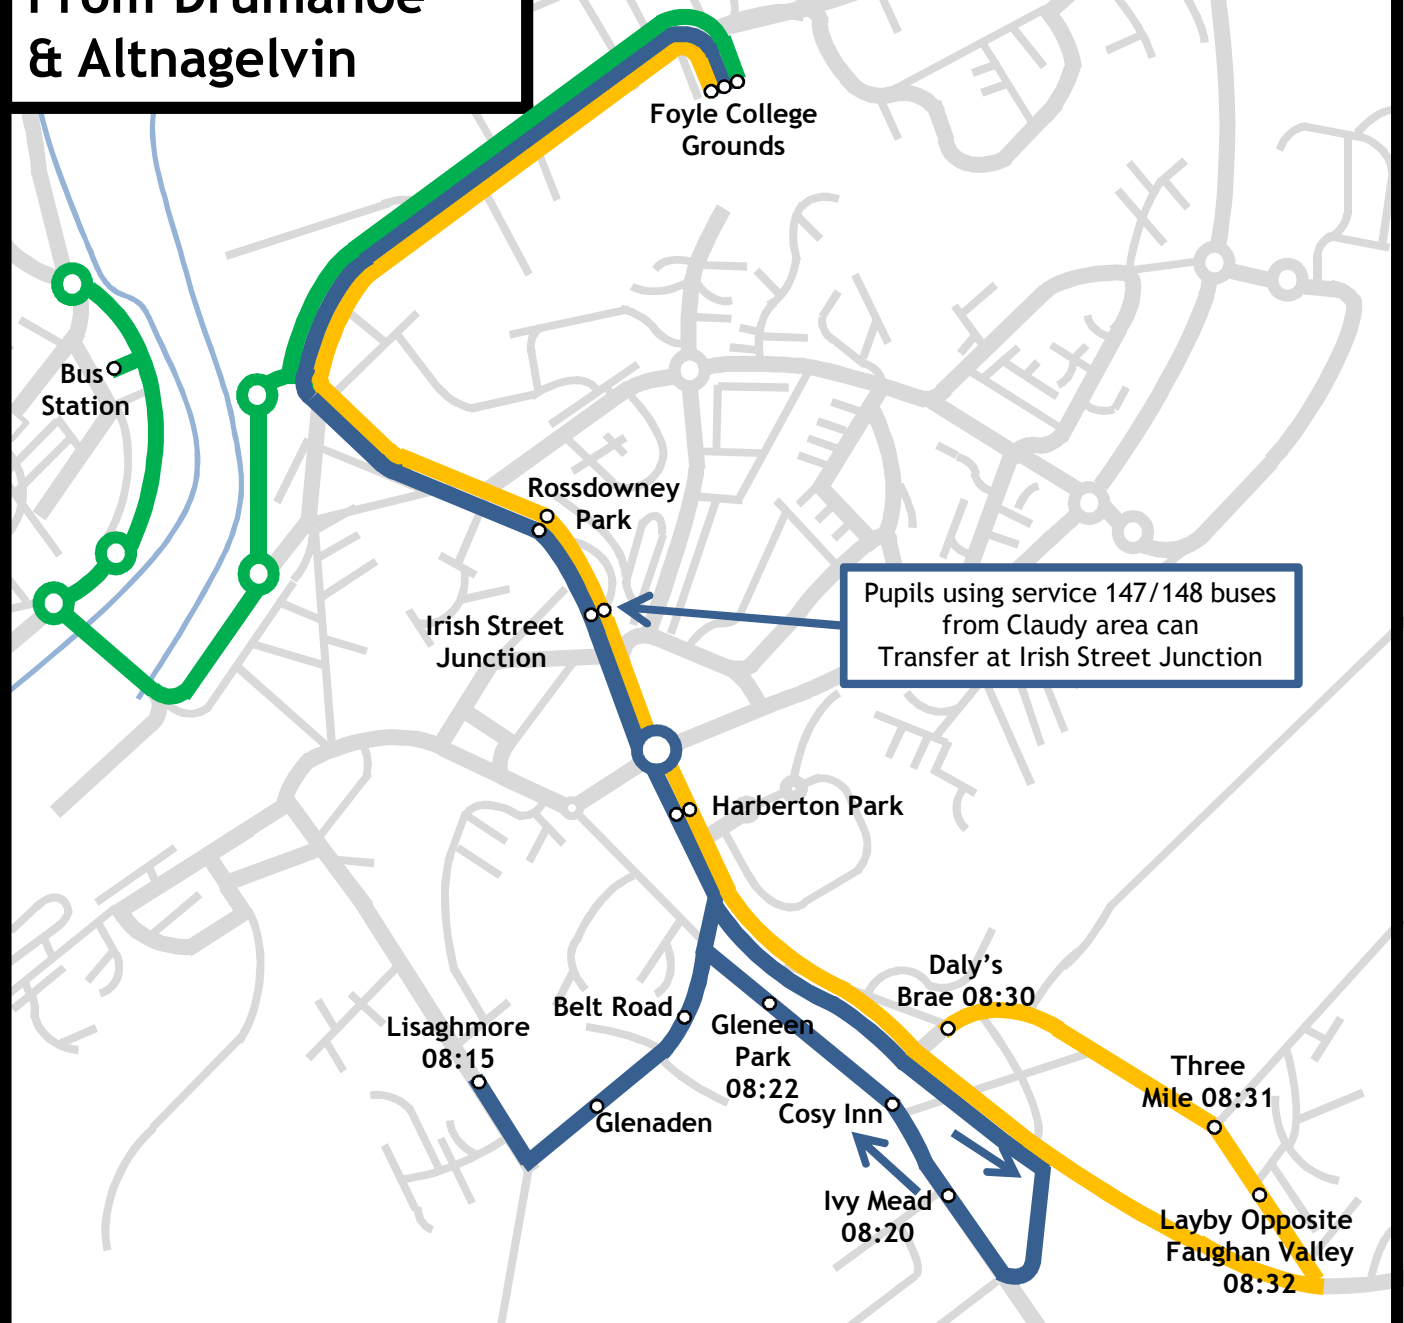 From Drumahoe
& Altnagelvin
Foyle College
Grounds
Bus
Station
Rossdowney
Park
Pupils using service 147/148 buses
from Claudy area can
Transfer at Irish Street Junction
Irish Street
Junction
Harberton Park
Daly’s
Brae 08:30
Belt Road
Lisaghmore
08:15
Gleneen
Park
08:22
Three
Mile 08:31
Cosy Inn
Glenaden
Ivy Mead
08:20
Layby Opposite
Faughan Valley
08:32